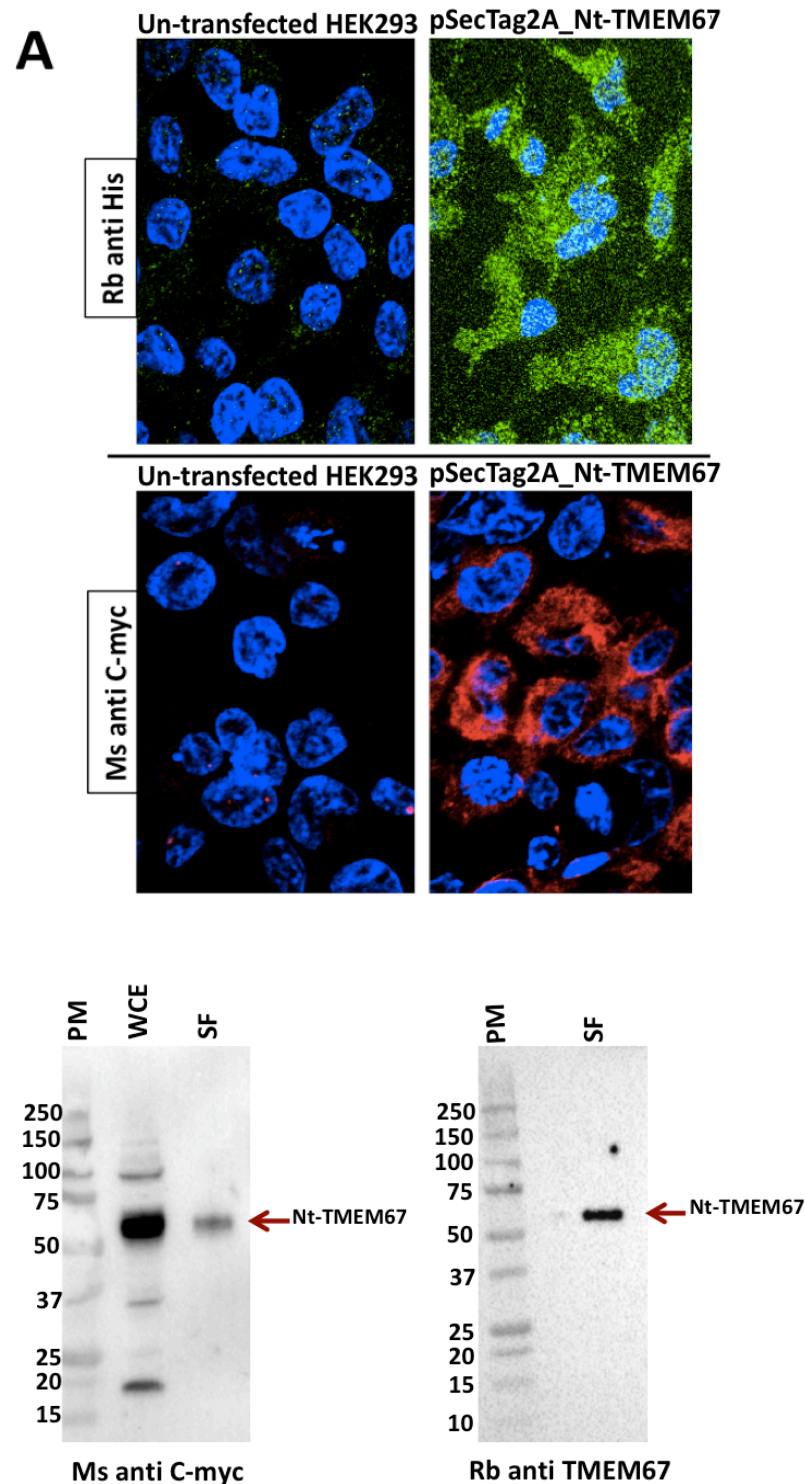 A
Un-transfected HEK293 pSecTag2A_Nt-TMEM67
Rb anti His
Un-transfected HEK293 pSecTag2A_Nt-TMEM67
Ms anti C-myc
PM WCE SF
250
150
100
75
50
37
25
20
15
Nt-TMEM67
Ms anti C-myc
PM SF
250
150
100
75
50
37
25
20
15
10
Nt-TMEM67
Rb anti TMEM67